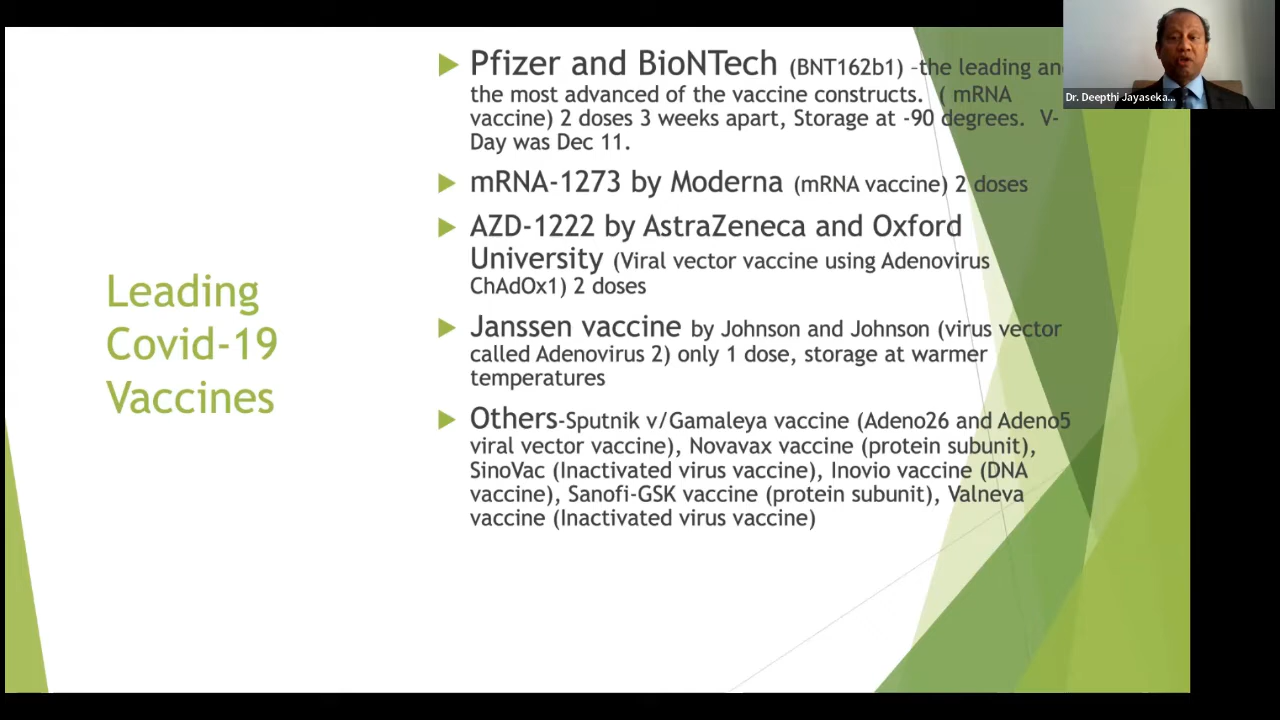 Leading
Covid-19
Vaccines
Pfizer and BioNTech (BNT162b1) –the leading an
the most advanced of the vaccine constructs. ( mRNA
vaccine) 2 doses 3 weeks apart, Storage at -90 degrees. V-
Day was Dec 11.
mRNA-1273 by Moderna (mRNA vaccine) 2 doses
AZD-1222 by AstraZeneca and Oxford
University (Viral vector vaccine using Adenovirus
ChAdOx1) 2 doses
Janssen vaccine by Johnson and Johnson (virus vector
called Adenovirus 2) only 1 dose, storage at warmer
temperatures
Others-Sputnik v/Gamaleya vaccine (Adeno26 and Adeno5
viral vector vaccine), Novavax vaccine (protein subunit),
SinoVac (Inactivated virus vaccine), Inovio vaccine (DNA
vaccine), Sanofi-GSK vaccine (protein subunit), Valneva
vaccine (Inactivated virus vaccine)
Dr. Deepthi Jayaseka...